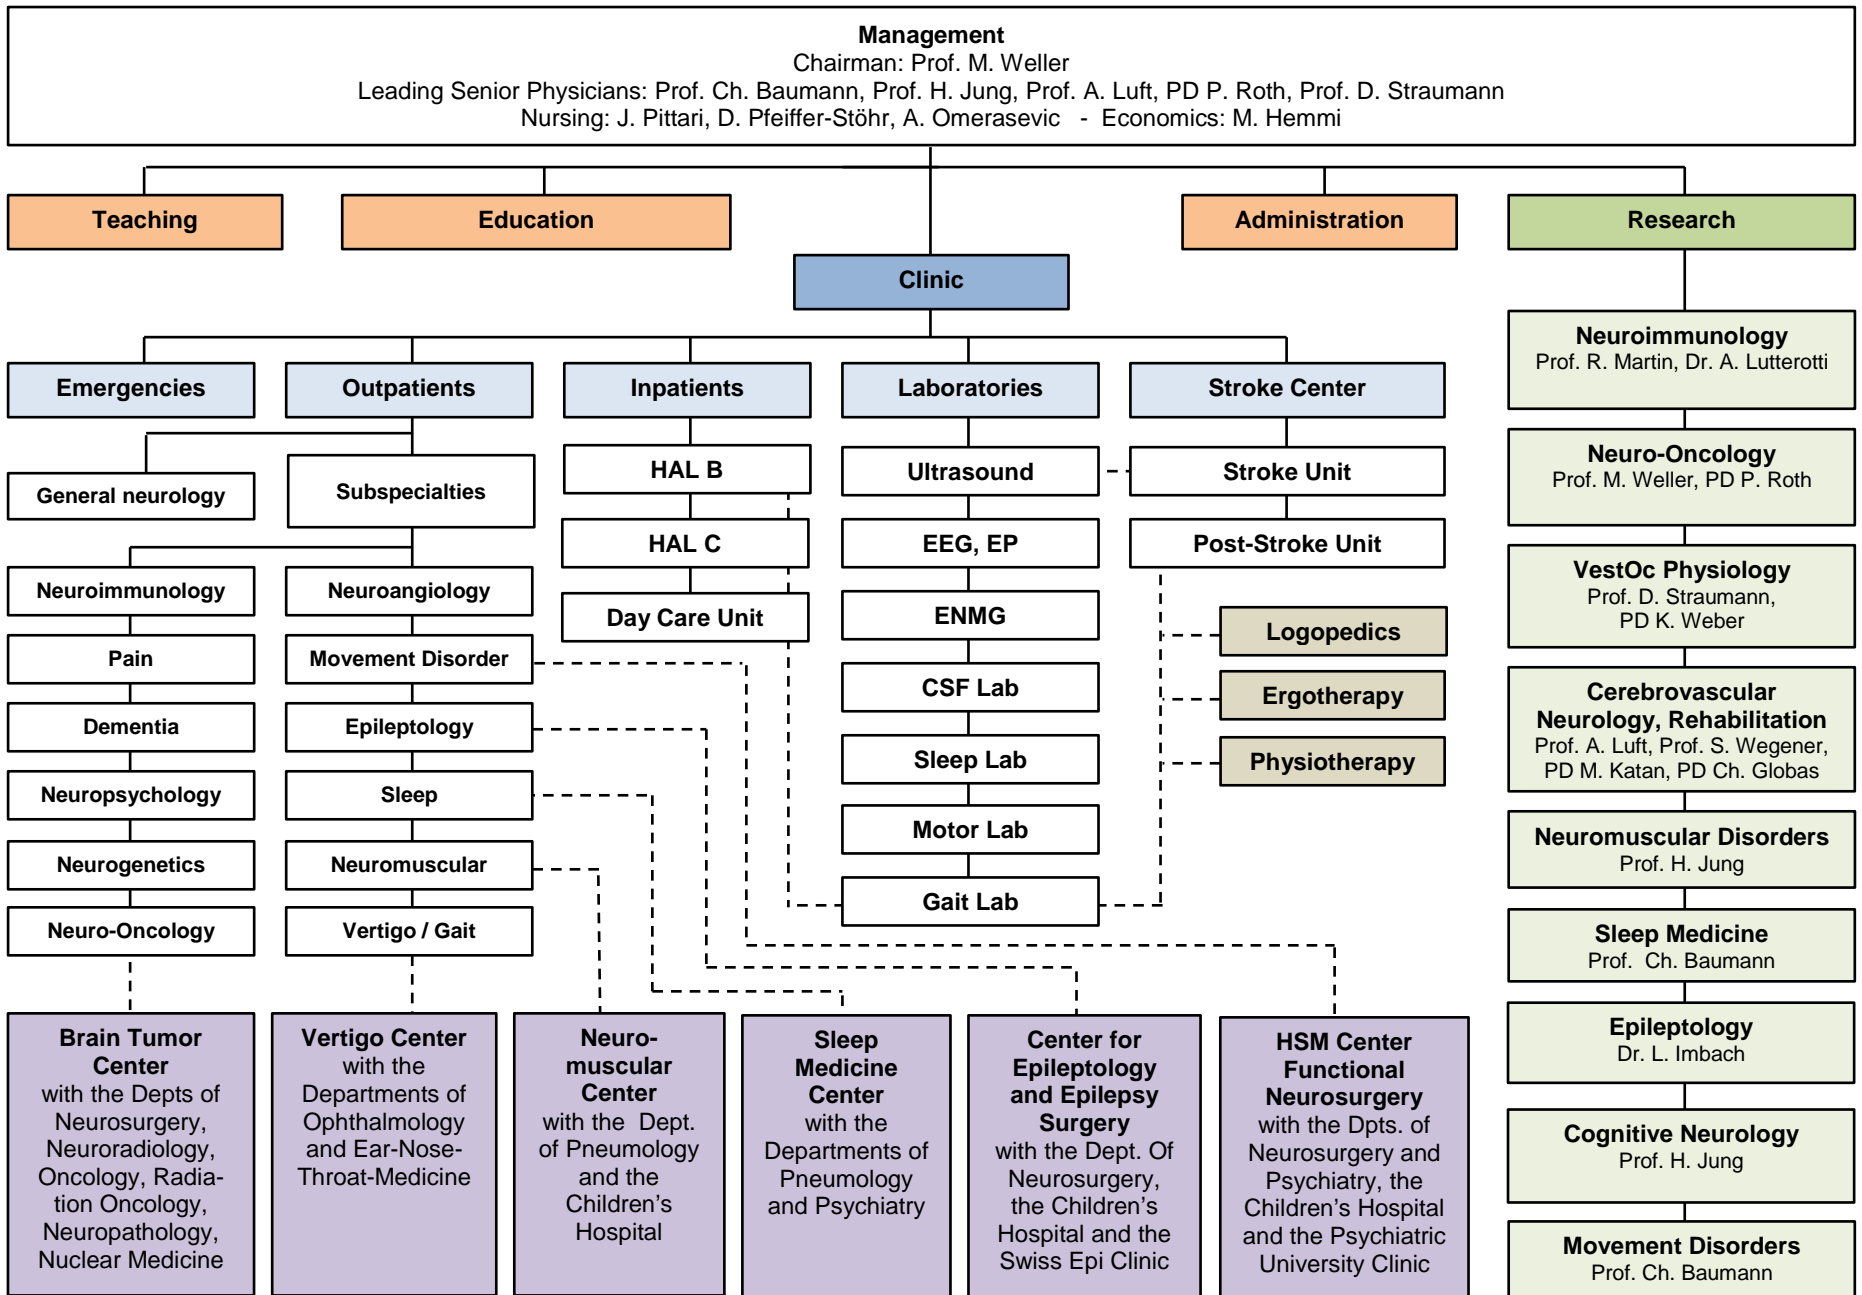 Management
Chairman: Prof. M. Weller
Leading Senior Physicians: Prof. Ch. Baumann, Prof. H. Jung, Prof. A. Luft, PD P. Roth, Prof. D. Straumann
Nursing: J. Pittari, D. Pfeiffer-Stöhr, A. Omerasevic - Economics: M. Hemmi
Teaching
Education
Administration
Research
Clinic
Emergencies
Outpatients
Inpatients
Laboratories
Stroke Center
General neurology
Subspecialties
Neuroimmunology
Pain
Dementia
Neuropsychology
Neurogenetics
Neuro-Oncology
Neuroangiology
Movement Disorder
Epileptology
Sleep
Neuromuscular
Vertigo / Gait
HAL B
HAL C
Day Care Unit
Ultrasound
EEG, EP
ENMG
CSF Lab
Sleep Lab
Motor Lab
Gait Lab
Stroke Unit
Post-Stroke Unit
Logopedics
Ergotherapy
Physiotherapy
Brain Tumor
Center
with the Depts of
Neurosurgery,
Neuroradiology,
Oncology, Radia-
tion Oncology,
Neuropathology,
Nuclear Medicine
Vertigo Center
with the
Departments of
Ophthalmology
and Ear-Nose-
Throat-Medicine
Neuro-
muscular
Center
with the Dept.
of Pneumology
and the
Children’s
Hospital
Sleep
Medicine
Center
with the
Departments of
Pneumology
and Psychiatry
Center for
Epileptology
and Epilepsy
Surgery
with the Dept. Of
Neurosurgery,
the Children’s
Hospital and the
Swiss Epi Clinic
HSM Center
Functional
Neurosurgery
with the Dpts. of
Neurosurgery and
Psychiatry, the
Children’s Hospital
and the Psychiatric
University Clinic
Neuroimmunology
Prof. R. Martin, Dr. A. Lutterotti
Neuro-Oncology
Prof. M. Weller, PD P. Roth
VestOc Physiology
Prof. D. Straumann,
PD K. Weber
Cerebrovascular
Neurology, Rehabilitation
Prof. A. Luft, Prof. S. Wegener,
PD M. Katan, PD Ch. Globas
Neuromuscular Disorders
Prof. H. Jung
Sleep Medicine
Prof. Ch. Baumann
Epileptology
Dr. L. Imbach
Cognitive Neurology
Prof. H. Jung
Movement Disorders
Prof. Ch. Baumann